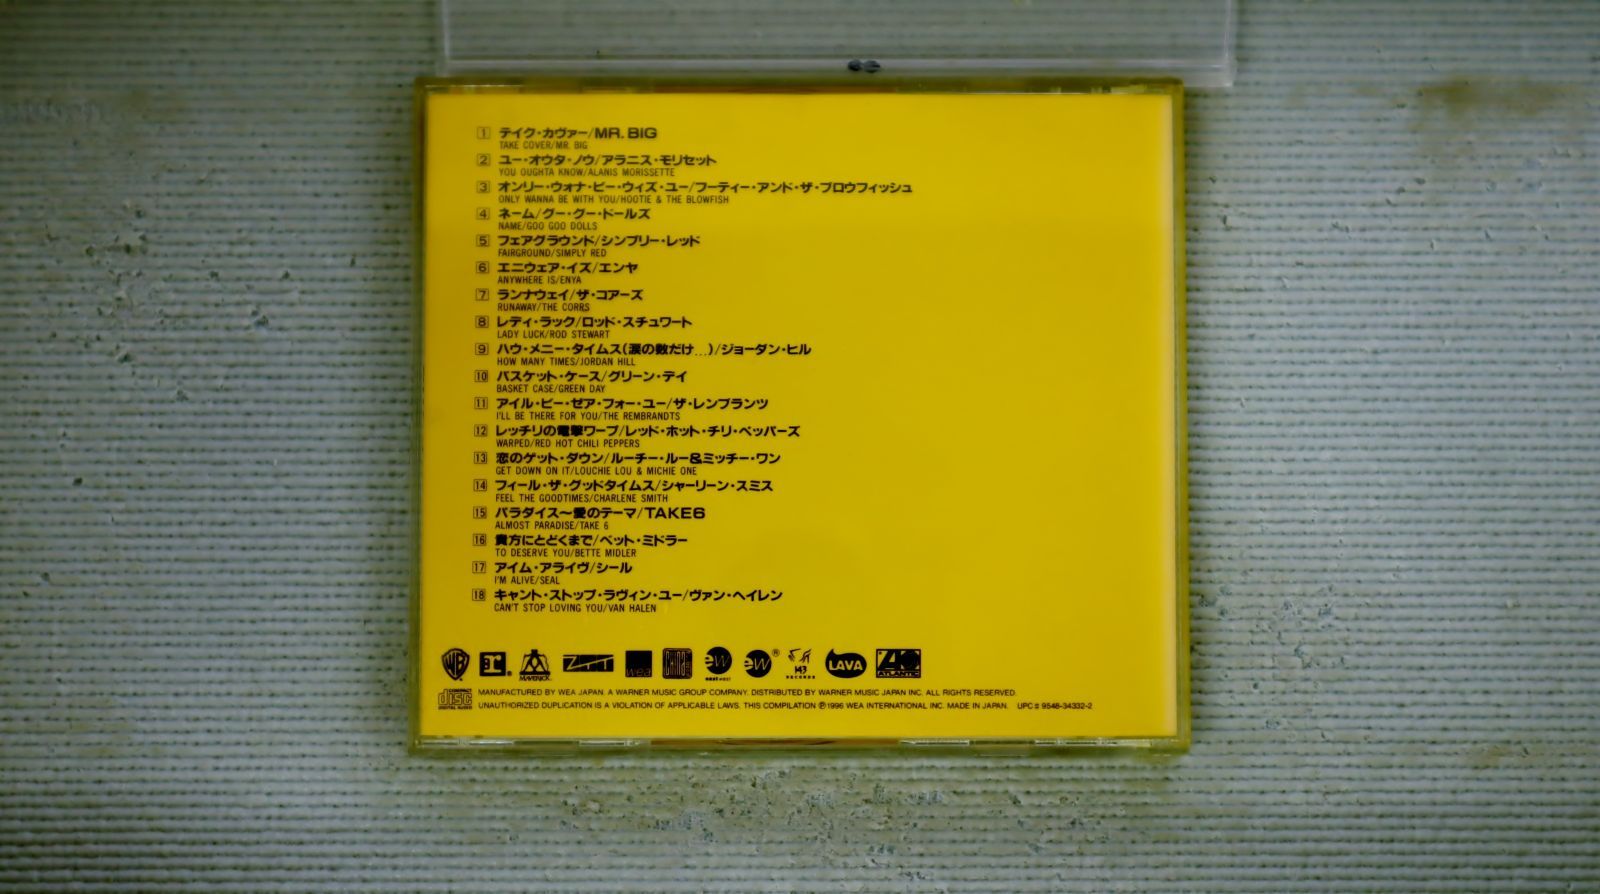 1 テイク・カヴァー/MR. BIG
TAKE COVER/MR. BIG
2 ユー・オウタ・ノウ/アラニス・モリセット
YOU OUGHTA KNOW/ALANIS MORISSETTE
3 オンリー・ウォナ・ビー・ウィズ・ユー/フーティー・アンド・ザ・ブロウフィッシュ
ONLY WANNA BE WITH YOU/HOOTIE & THE BLOWFISH
4 ネーム/グー・グー・ドールズ
NAME/GOO GOO DOLLS
5 フェアグラウンド/シンプリー・レッド
FAIRGROUND/SIMPLY RED
6 エニウェア・イズ/エンヤ
ANYWHERE IS/ENYA
7 ランナウェイ/ザ・コアーズ
RUNAWAY/THE CORRS
8 レディ・ラック/ロッド・スチュワート
LADY LUCK/ROD STEWART
9 ハウ・メニー・タイムス(涙の数だけ...)/ジョーダン・ヒル
HOW MANY TIMES/JORDAN HILL
10 バスケット・ケース/グリーン・デイ
BASKET CASE/GREEN DAY
11 アイル・ビー・ゼア・フォー・ユー/ザ・レンブランツ
I'LL BE THERE FOR YOU/THE REMBRANDTS
12 レッチリの電撃ワープ/レッド・ホット・チリ・ペッパーズ
WARPED/RED HOT CHILI PEPPERS
13 恋のゲット・ダウン/ルーチー・ルー&ミッチー・ワン
GET DOWN ON IT/LOUCHIE LOU & MICHIE ONE
14 フィール・ザ・グッドタイムス/シャーリーン・スミス
FEEL THE GOODTIMES/CHARLENE SMITH
15 パラダイス〜愛のテーマ/TAKE6
ALMOST PARADISE/TAKE 6
16 貴方にとどくまで/ベット・ミドラー
TO DESERVE YOU/BETTE MIDLER
17 アイム・アライヴ/シール
I'M ALIVE/SEAL
18 キャント・ストップ・ラヴィン・ユー/ヴァン・ヘイレン
CAN'T STOP LOVING YOU/VAN HALEN
WB r ® MAVERICK ZTT wea ew east west ew ® 143 RECORDS LAVA ATLANTIC
COMPACT disc DIGITAL AUDIO
MANUFACTURED BY WEA JAPAN. A WARNER MUSIC GROUP COMPANY. DISTRIBUTED BY WARNER MUSIC JAPAN INC. ALL RIGHTS RESERVED.
UNAUTHORIZED DUPLICATION IS A VIOLATION OF APPLICABLE LAWS. THIS COMPILATION ℗1996 WEA INTERNATIONAL INC. MADE IN JAPAN. UPC# 9548-34332-2